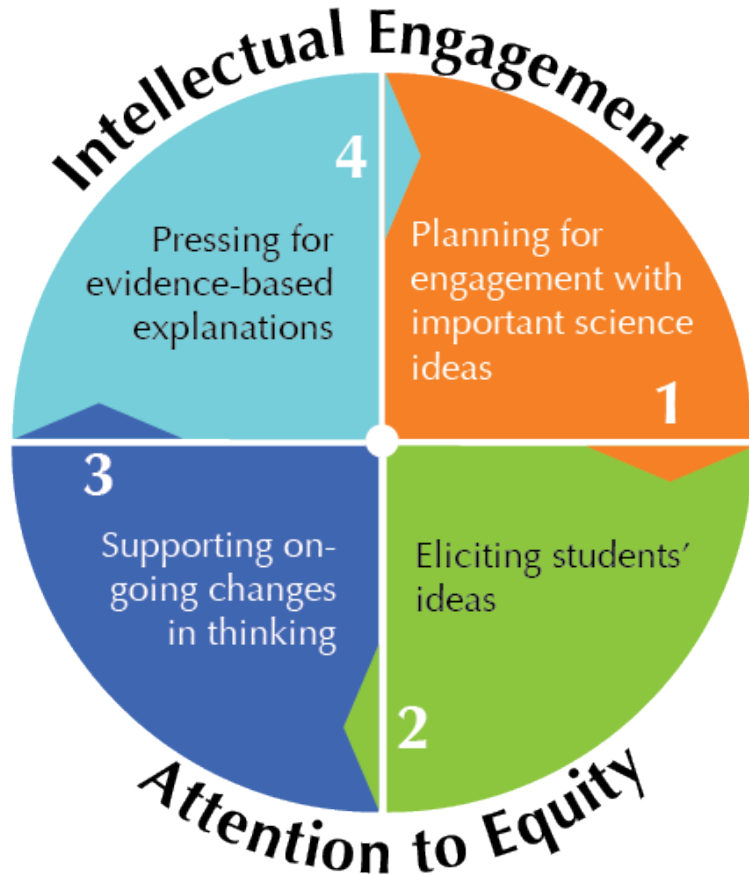 Intellectual Engagement
4
Pressing for
evidence-based
explanations
Planning for
engagement with
important science
ideas
1
3
Supporting on-
going changes
in thinking
Eliciting students’
ideas
2
Attention to Equity